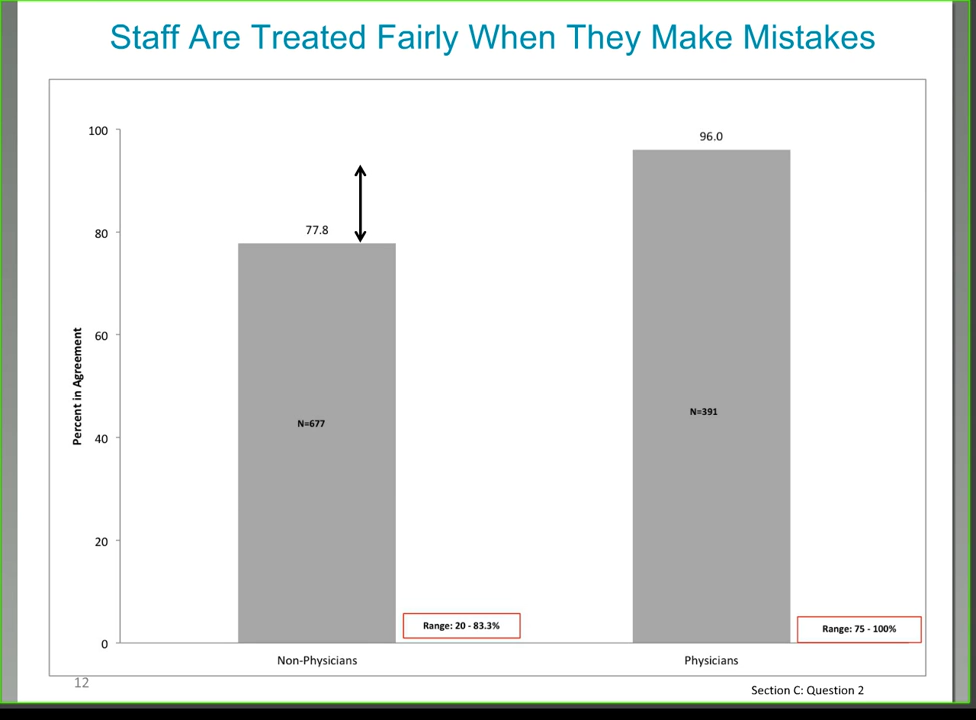 Staff Are Treated Fairly When They Make Mistakes
100
80
60
40
20
0
Percent in Agreement
77.8
96.0
N=677
N=391
Range: 20 - 83.3%
Range: 75 - 100%
Non-Physicians
Physicians
12
Section C: Question 2